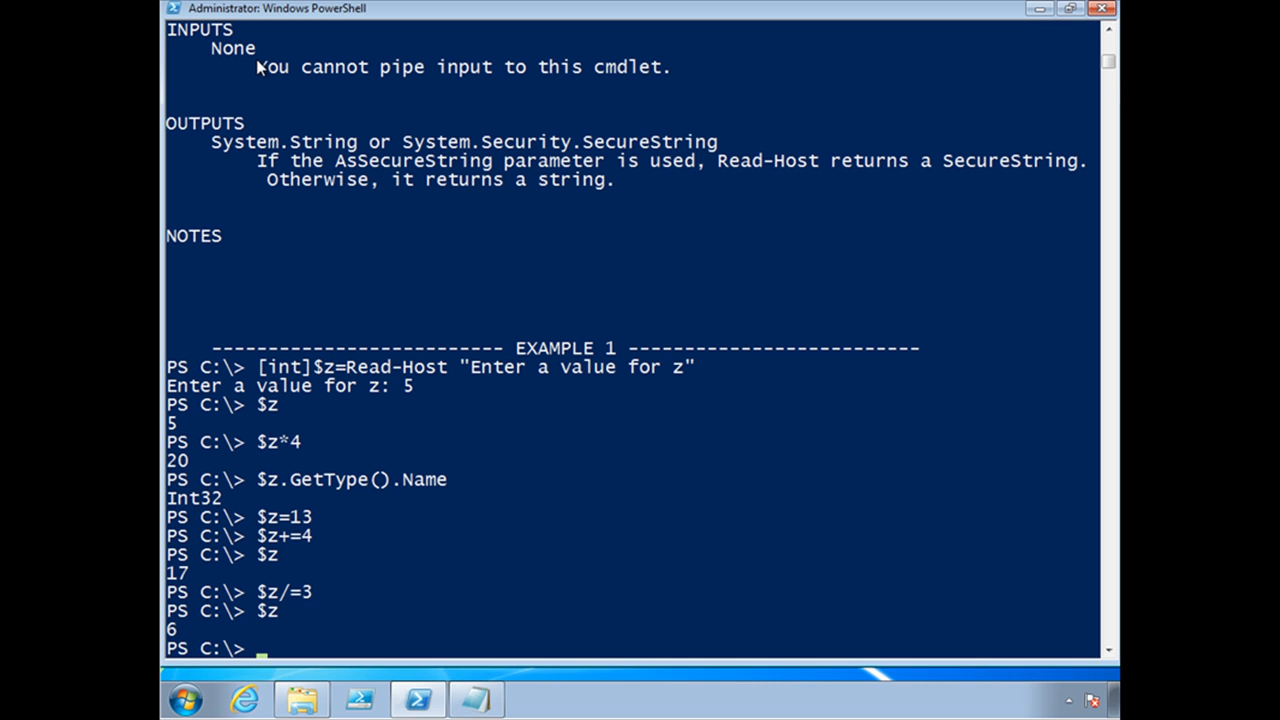 Administrator: Windows PowerShell
INPUTS
None
You cannot pipe input to this cmdlet.
OUTPUTS
System.String or System.Security.SecureString
If the AsSecureString parameter is used, Read-Host returns a SecureString.
Otherwise, it returns a string.
NOTES
-------------------------- EXAMPLE 1 --------------------------
PS C:\> [int]$z=Read-Host "Enter a value for z"
Enter a value for z: 5
PS C:\> $z
5
PS C:\> $z*4
20
PS C:\> $z.GetType().Name
Int32
PS C:\> $z=13
PS C:\> $z+=4
PS C:\> $z
17
PS C:\> $z/=3
PS C:\> $z
6
PS C:\>